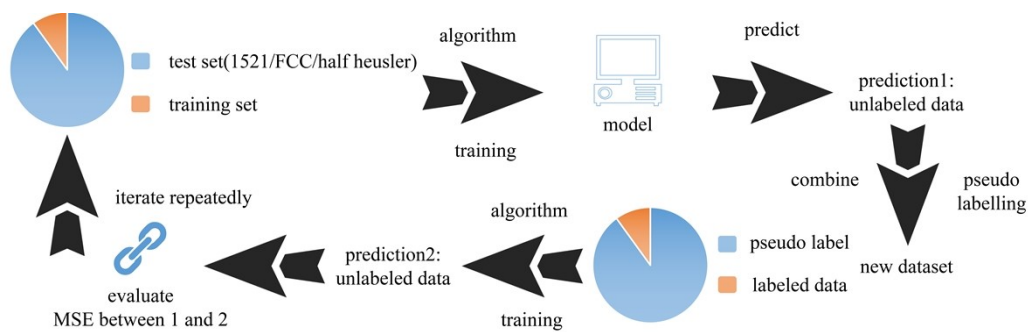 test set(1521/FCC/half heusler)
training set
algorithm
training
model
predict
prediction1:
unlabeled data
combine
pseudo
labelling
new dataset
pseudo label
labeled data
algorithm
training
prediction2:
unlabeled data
evaluate
MSE between 1 and 2
iterate repeatedly